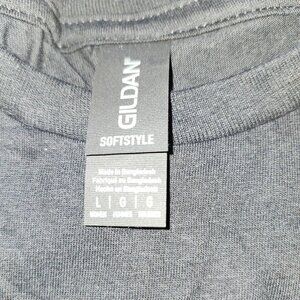 GILDAN
SOFTSTYLE
Made in Bangladesh
Fabriqué au Bangladesh
Hecho en Bangladesh
L G G